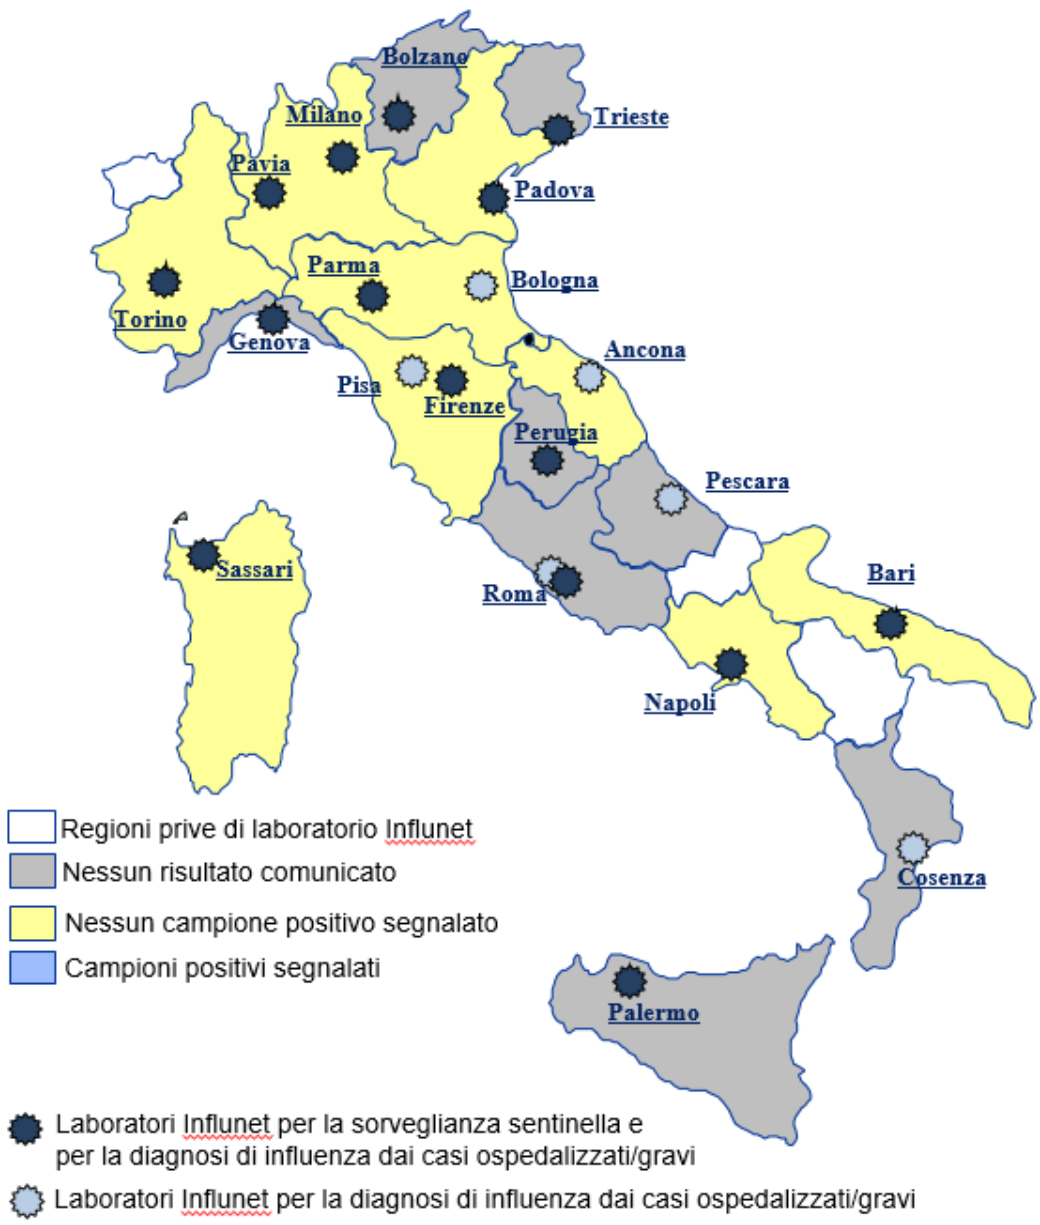 Bolzano
Milano
Trieste
Pavia
Padova
Parma
Bologna
Torino
Genova
Ancona
Pisa
Firenze
Perugia
Pescara
Sassari
Roma
Bari
Napoli
Regioni prive di laboratorio Influnet
Nessun risultato comunicato
Cosenza
Nessun campione positivo segnalato
Campioni positivi segnalati
Palermo
Laboratori Influnet per la sorveglianza sentinella e
per la diagnosi di influenza dai casi ospedalizzati/gravi
Laboratori Influnet per la diagnosi di influenza dai casi ospedalizzati/gravi